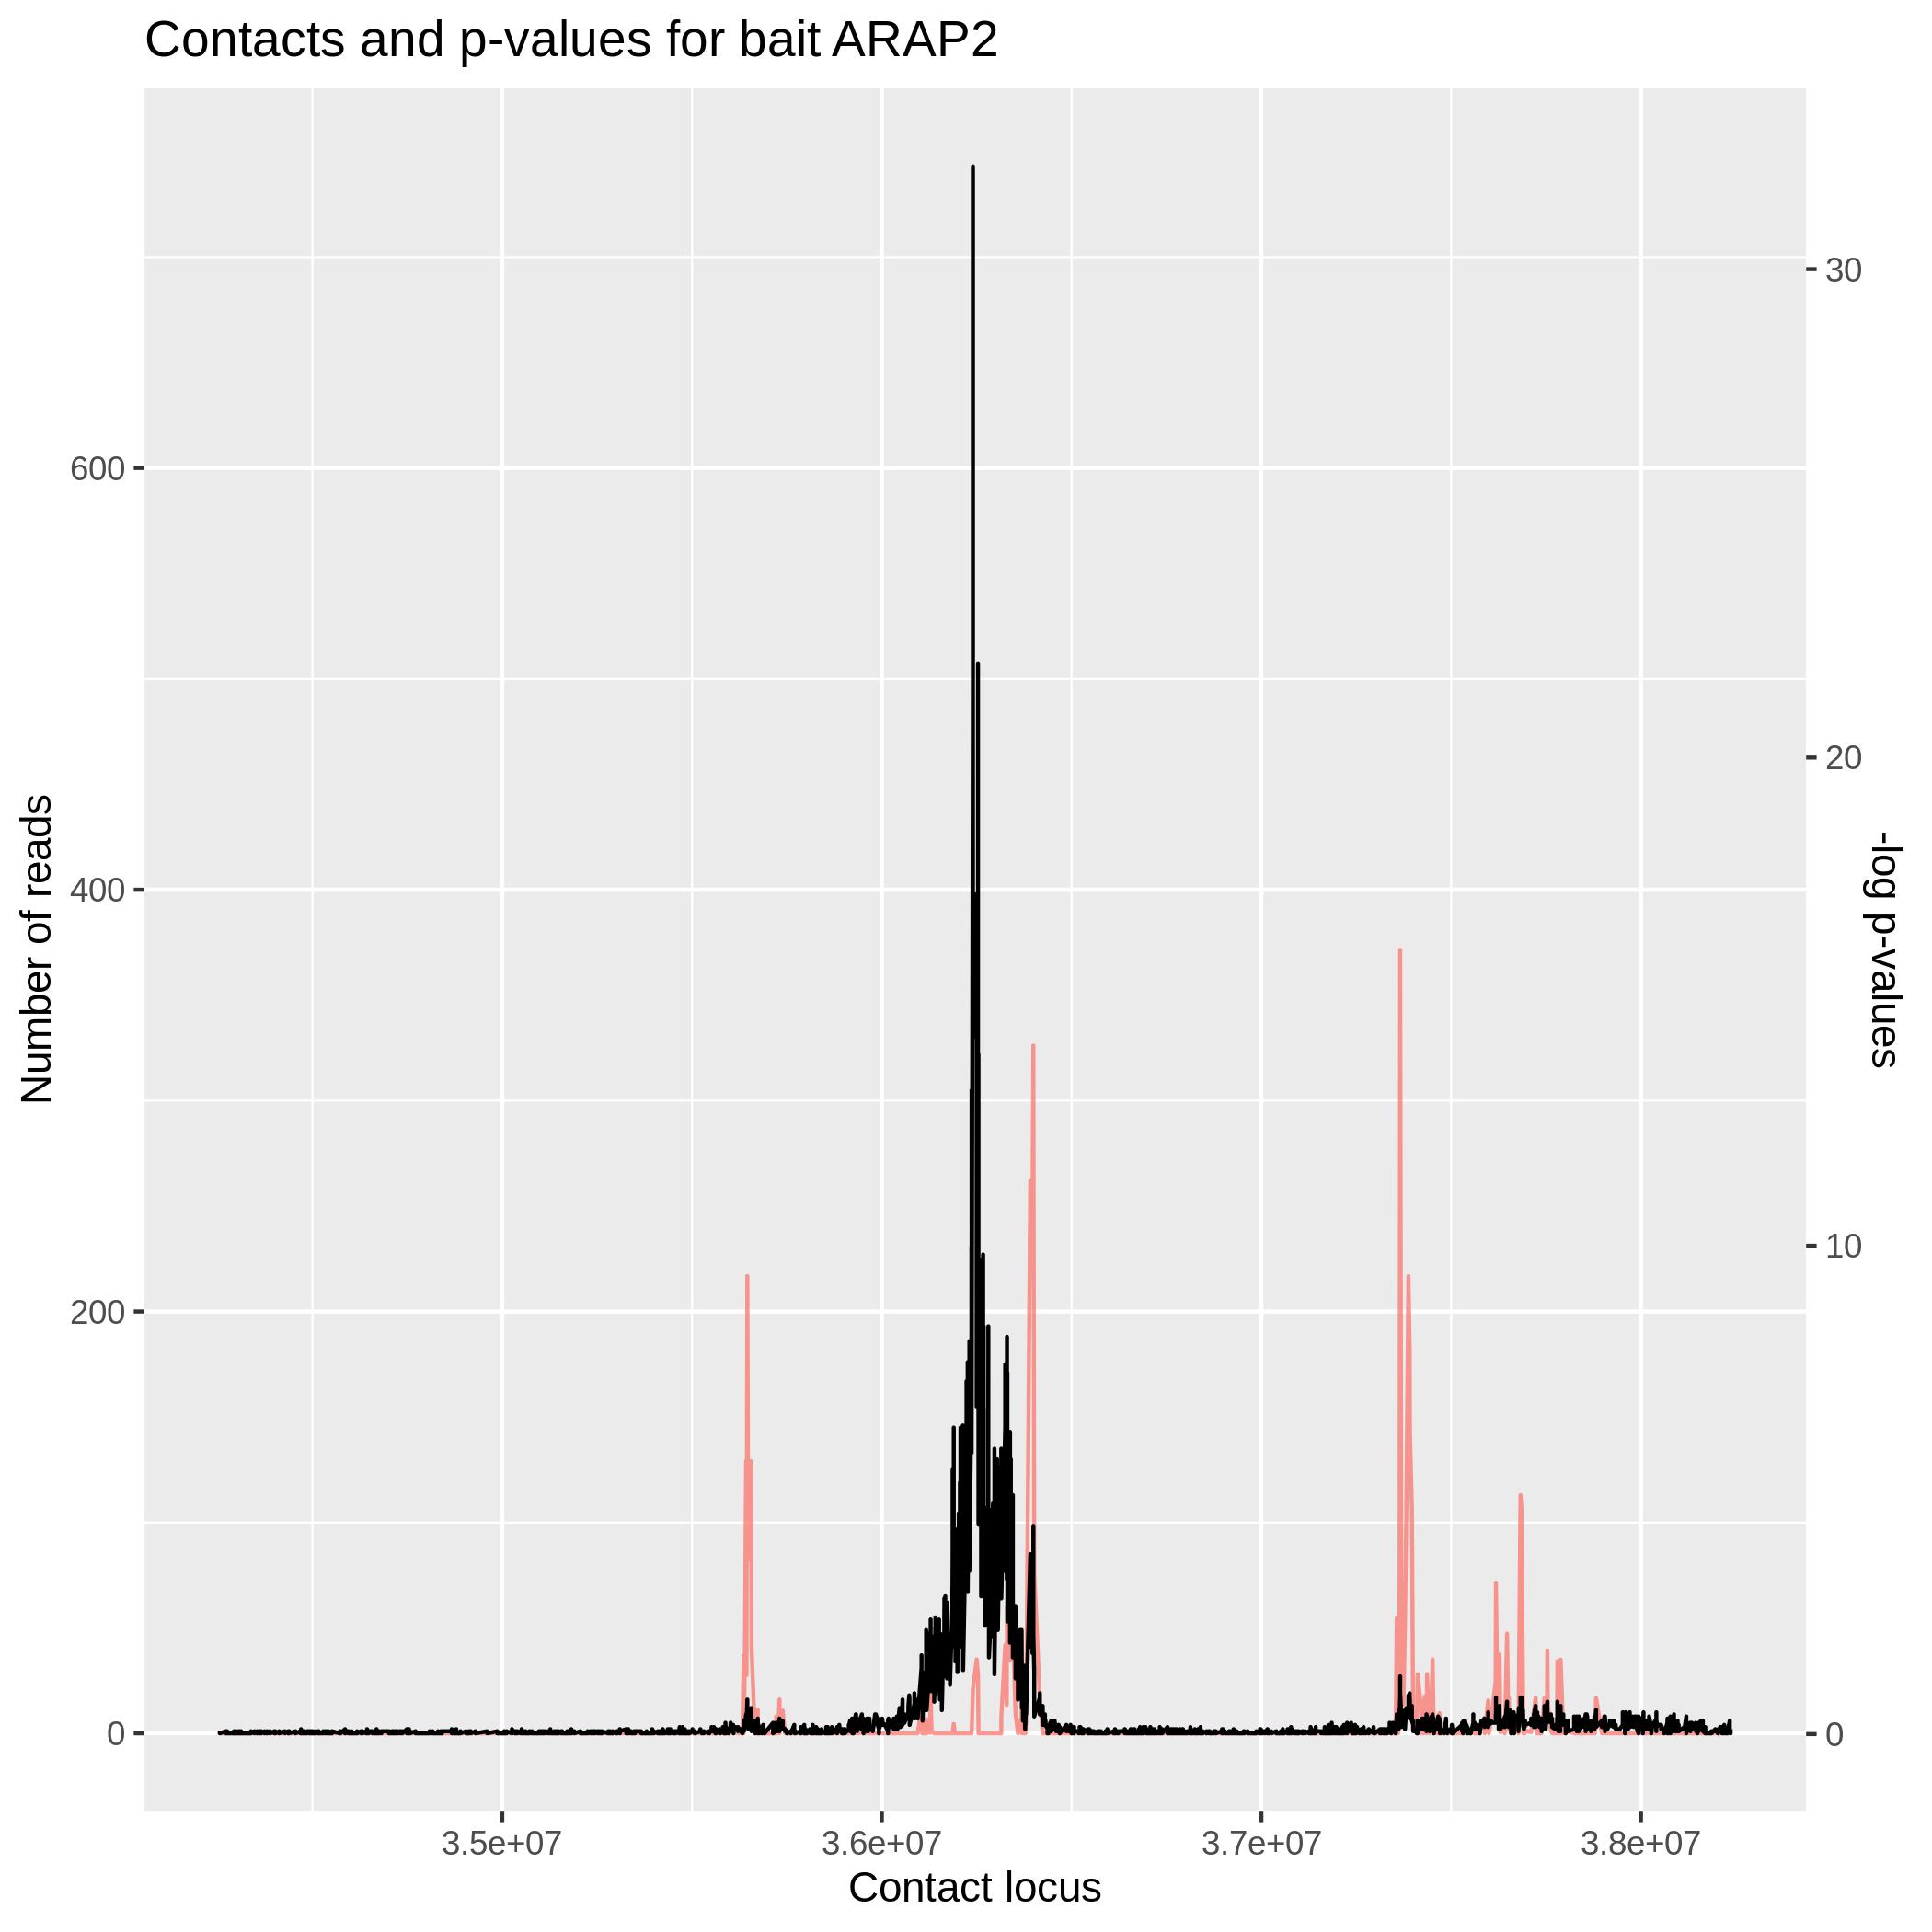 Contacts and p-values for bait ARAP2
Number of reads
600
400
200
0
30
20
10
0
-log p-values
3.5e+07 3.6e+07 3.7e+07 3.8e+07
Contact locus